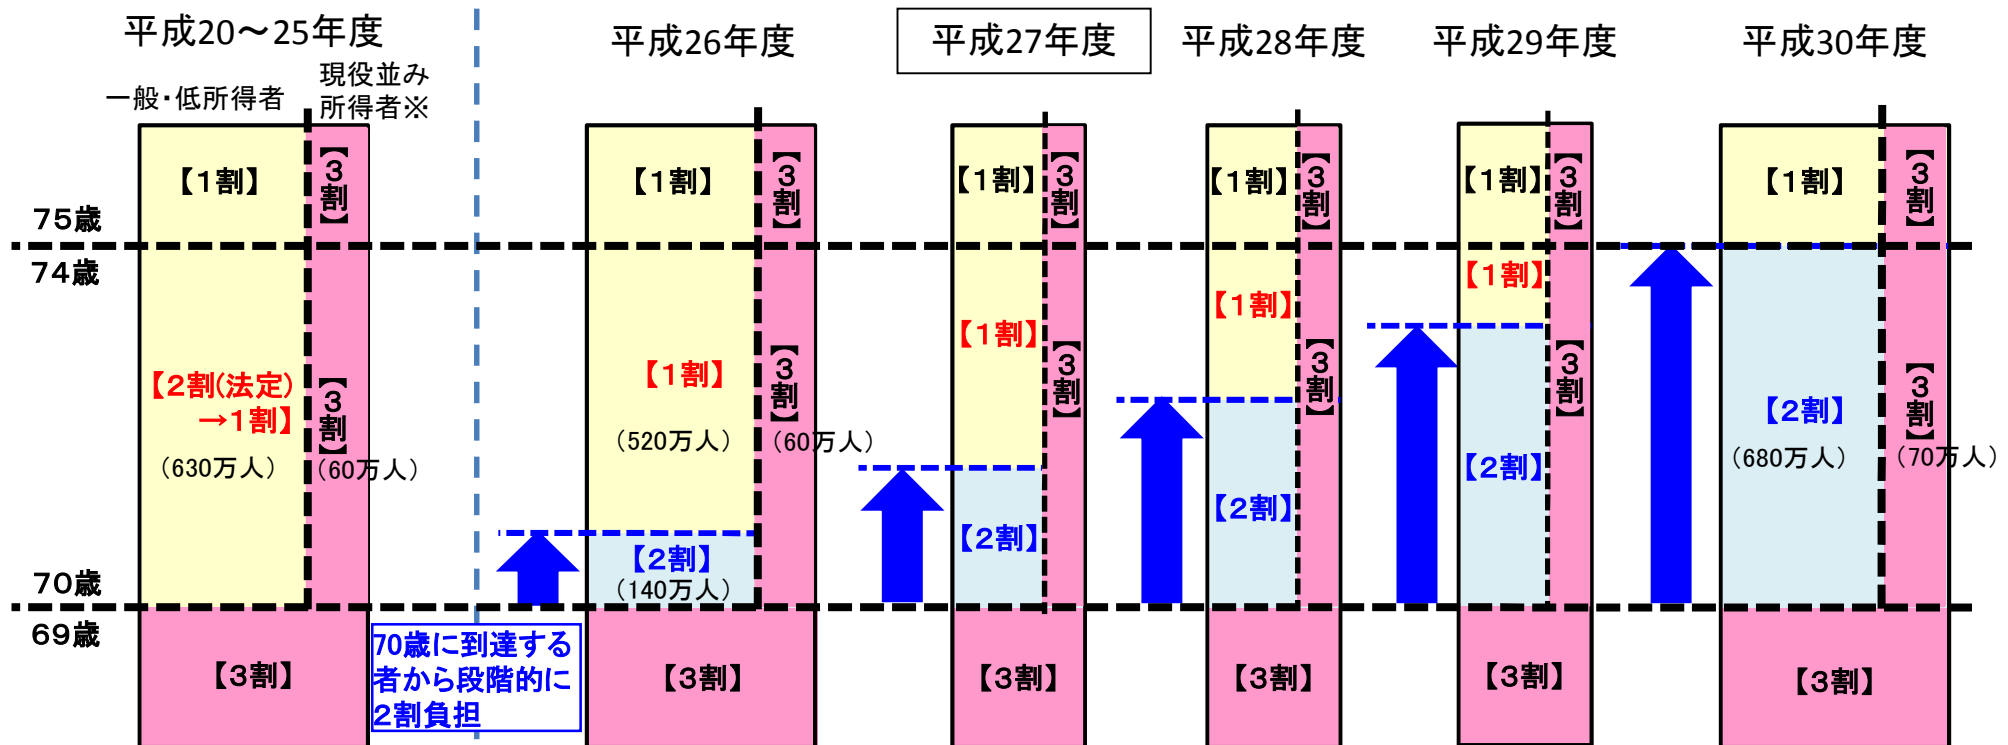 平成20～25年度
平成26年度
平成27年度
平成28年度
平成29年度
平成30年度
一般・低所得者
現役並み
所得者※
75歳
74歳
70歳
69歳
【1割】
【3割】
【2割(法定)
→1割】
（630万人）
【3割】
（60万人）
【3割】
70歳に到達する
者から段階的に
2割負担
【1割】
【3割】
【1割】
（520万人）
【3割】
（60万人）
【2割】
（140万人）
【3割】
【1割】
【3割】
【1割】
【3割】
【2割】
【3割】
【1割】
【3割】
【1割】
【3割】
【2割】
【3割】
【1割】
【3割】
【1割】
【3割】
【2割】
【3割】
【1割】
【3割】
【2割】
（680万人）
【3割】
（70万人）
【3割】